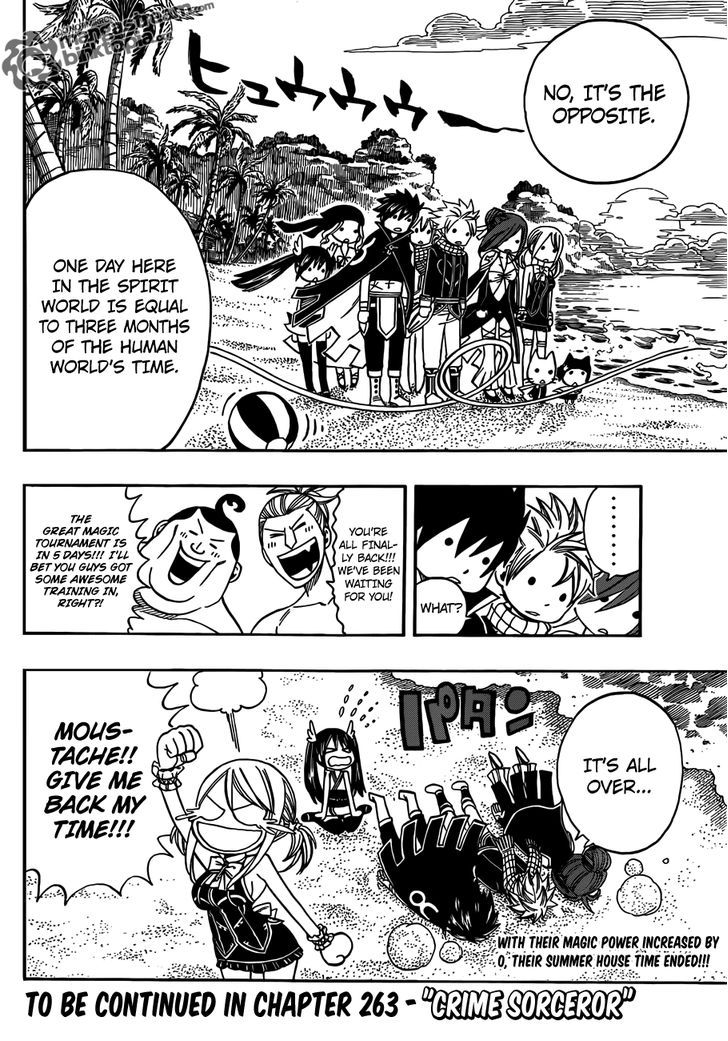 NO, IT'S THE
OPPOSITE.
ヒュウウウー
ONE DAY HERE
IN THE SPIRIT
WORLD IS EQUAL
TO THREE MONTHS
OF THE HUMAN
WORLD'S TIME.
.......
WHAT?
YOU'RE
ALL FINAL-
LY BACK!!!
WE'VE BEEN
WAITING
FOR YOU!
THE
GREAT MAGIC
TOURNAMENT IS
IN 5 DAYS!!! I'LL
BET YOU GUYS GOT
SOME AWESOME
TRAINING IN,
RIGHT?!
IT'S ALL
OVER...
パタン
MOUS-
TACHE!!
GIVE ME
BACK MY
TIME!!!
WITH THEIR MAGIC POWER INCREASED BY
0, THEIR SUMMER HOUSE TIME ENDED!!!
TO BE CONTINUED IN CHAPTER 263 - "CRIME SORCEROR"